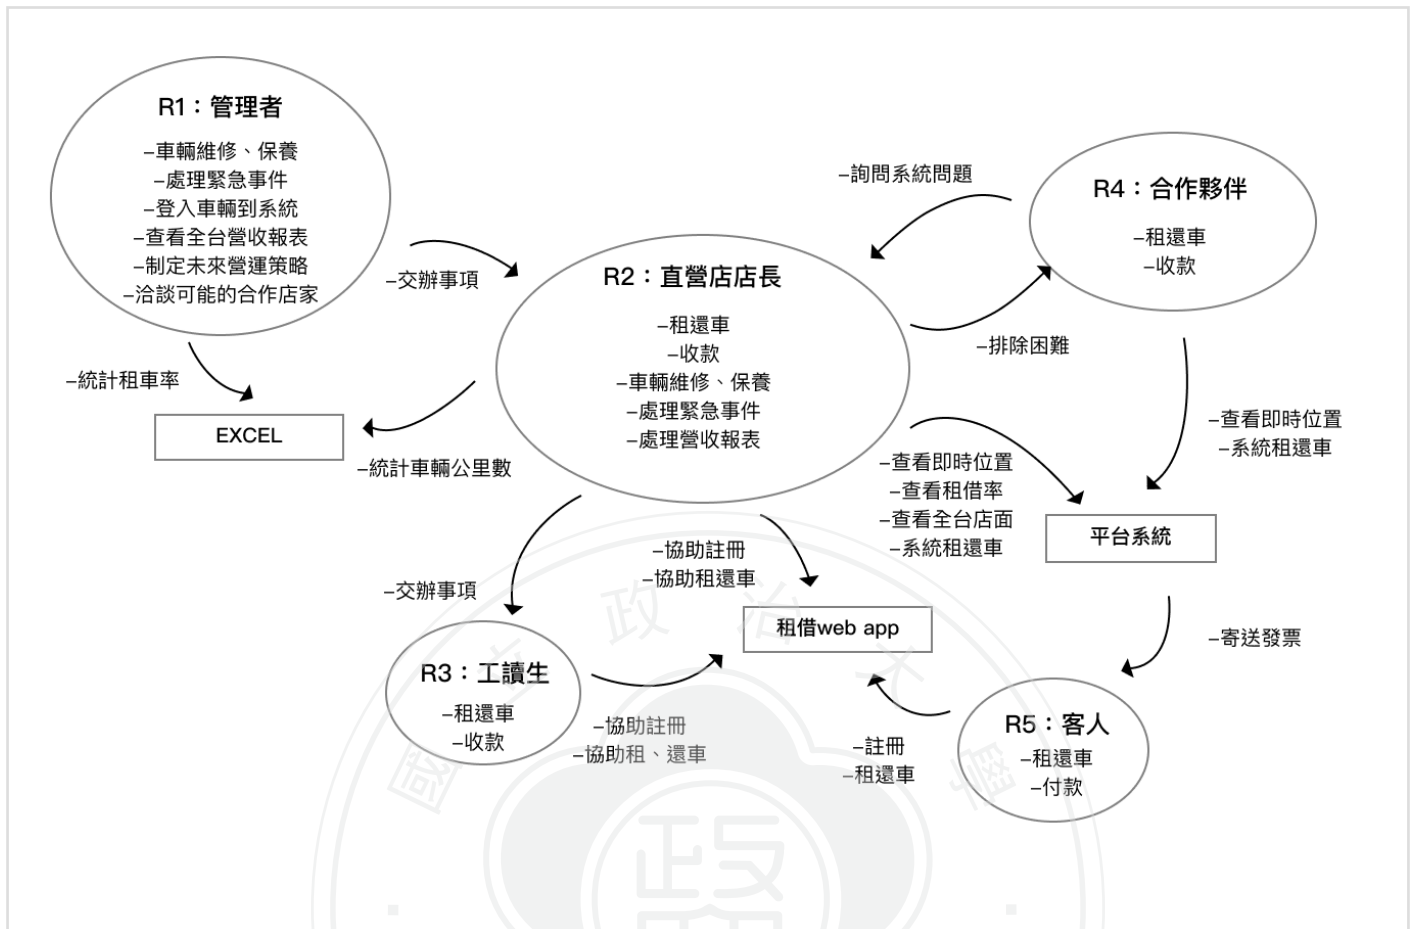 R1：管理者
–車輛維修、保養
–處理緊急事件
–登入車輛到系統
–查看全台營收報表
–制定未來營運策略
–洽談可能的合作店家
–交辦事項
–統計租車率
EXCEL
–統計車輛公里數
R2：直營店店長
–租還車
–收款
–車輛維修、保養
–處理緊急事件
–處理營收報表
–詢問系統問題
R4：合作夥伴
–租還車
–收款
–排除困難
–查看即時位置
–系統租還車
–查看即時位置
–查看租借率
–查看全台店面
–系統租還車
平台系統
–交辦事項
–協助註冊
–協助租還車
租借web app
–寄送發票
R3：工讀生
–租還車
–收款
–協助註冊
–協助租、還車
–註冊
–租還車
R5：客人
–租還車
–付款
國立政治大學
政